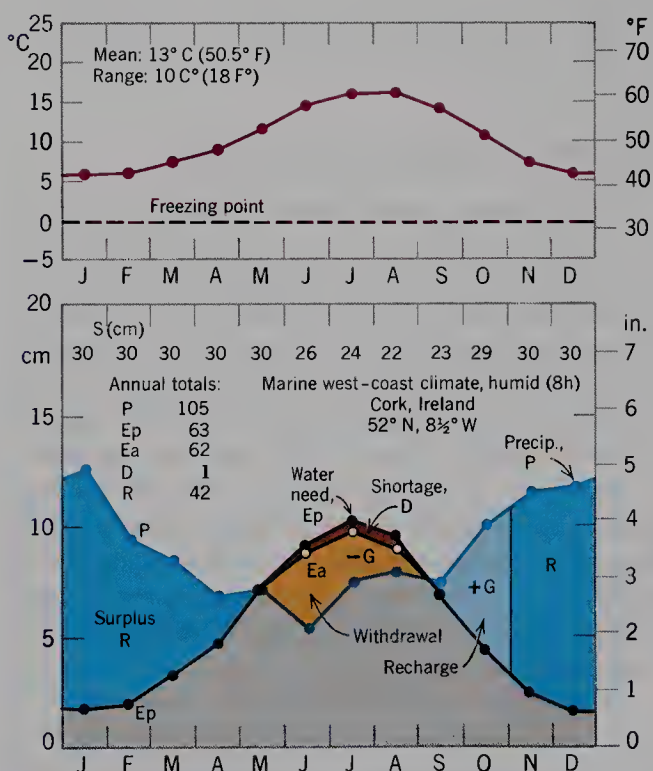 °C
°F
25
20
15
10
5
0
−5
70
60
50
40
30
Mean: 13° C (50.5° F)
Range: 10 C° (18 F°)
Freezing point
J F M A M J J A S O N D
20
cm
15
10
5
0
in.
7
6
5
4
3
2
1
0
S (cm)
30 30 30 30 30 26 24 22 23 29 30 30
Annual totals:
P 105
Ep 63
Ea 62
D 1
R 42
Marine west-coast climate, humid (8h)
Cork, Ireland
52° N, 8½° W
Precip.,
P
Water
need,
Ep
Shortage,
D
P
Ea
−G
+G
R
Surplus
R
Withdrawal
Recharge
Ep
J F M A M J J A S O N D